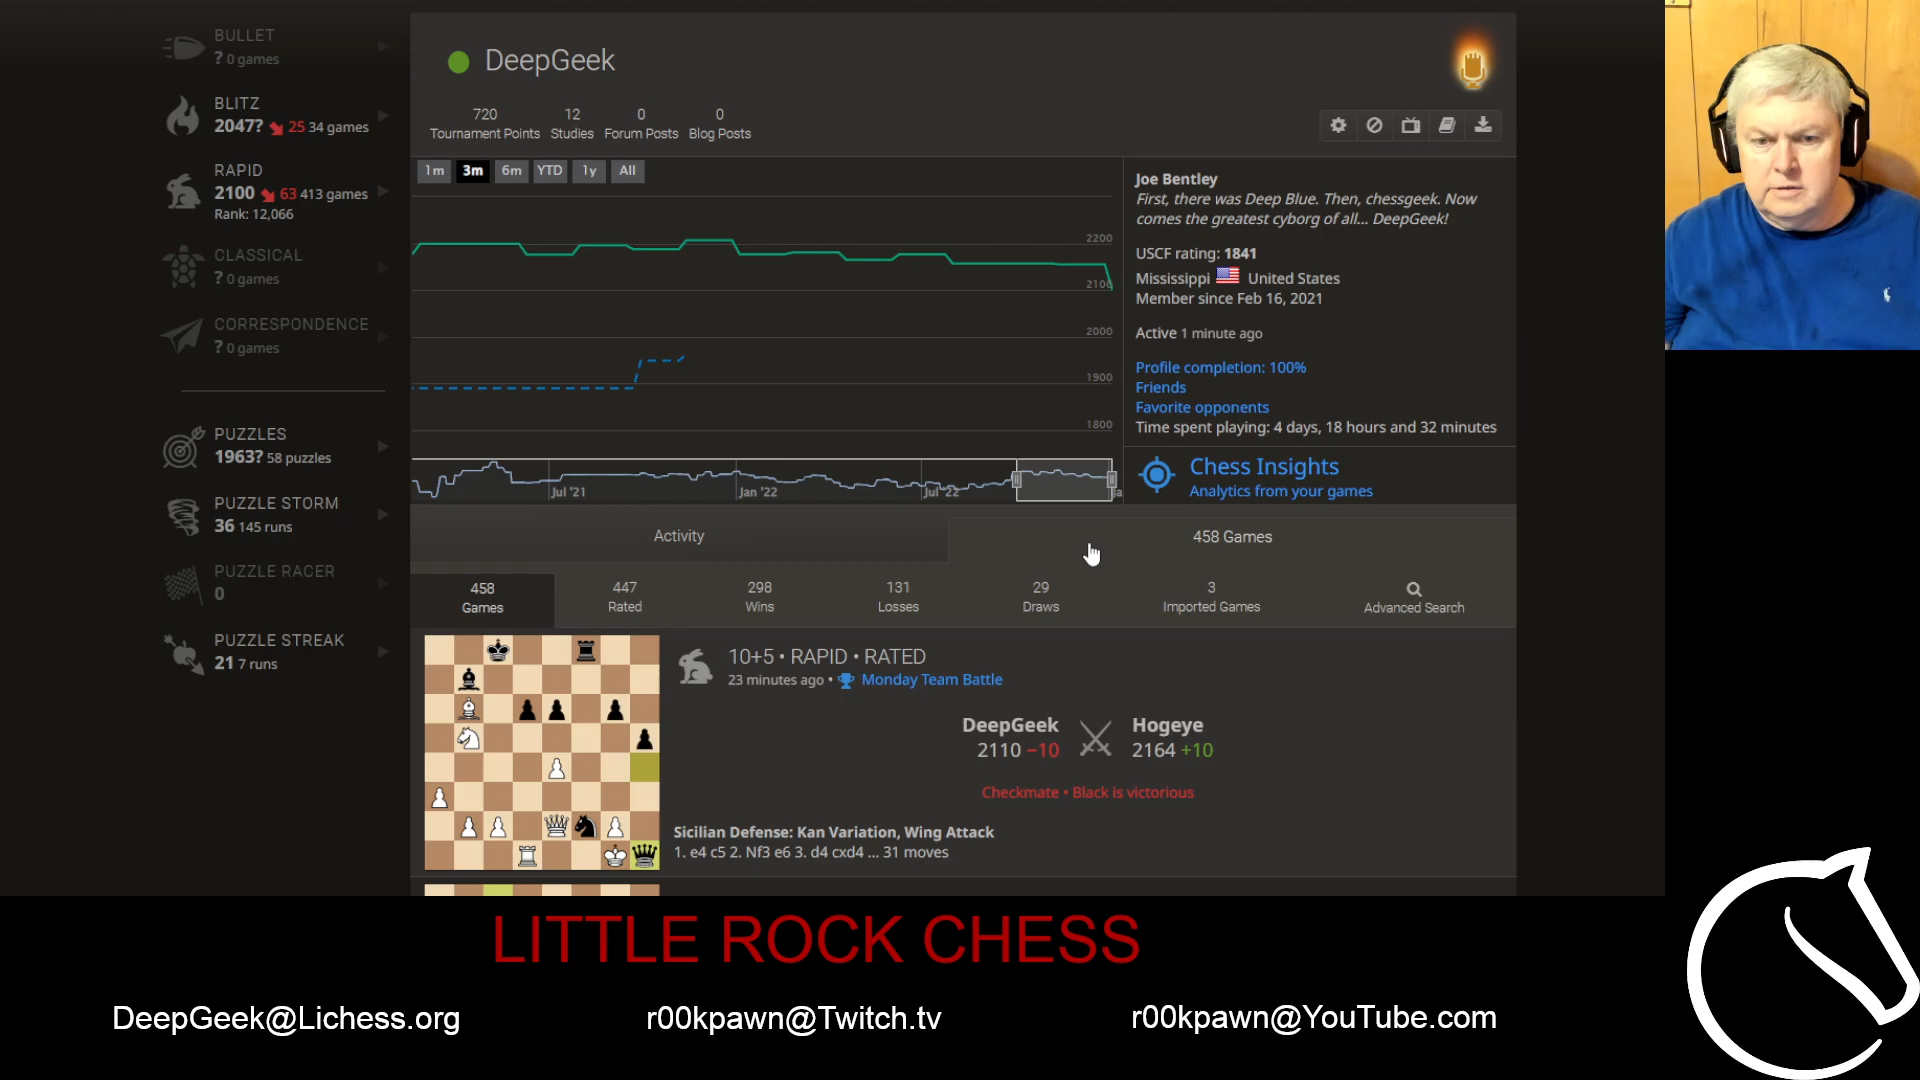 BULLET
? 0 games
BLITZ
2047? 25 34 games
RAPID
2100 63 413 games
Rank: 12,066
CLASSICAL
? 0 games
CORRESPONDENCE
? 0 games
PUZZLES
1963? 58 puzzles
PUZZLE STORM
36 145 runs
PUZZLE RACER
0
PUZZLE STREAK
21 7 runs
DeepGeek
720 12 0 0
Tournament Points Studies Forum Posts Blog Posts
1m 3m 6m YTD 1y All
2200
2100
2000
1900
1800
Jul '21 Jan '22 Jul '22
Joe Bentley
First, there was Deep Blue. Then, chessgeek. Now
comes the greatest cyborg of all... DeepGeek!
USCF rating: 1841
Mississippi United States
Member since Feb 16, 2021
Active 1 minute ago
Profile completion: 100%
Friends
Favorite opponents
Time spent playing: 4 days, 18 hours and 32 minutes
Chess Insights
Analytics from your games
Activity 458 Games
458 447 298 131 29 3
Games Rated Wins Losses Draws Imported Games Advanced Search
10+5 • RAPID • RATED
23 minutes ago • Monday Team Battle
DeepGeek Hogeye
2110 −10 2164 +10
Checkmate • Black is victorious
Sicilian Defense: Kan Variation, Wing Attack
1. e4 c5 2. Nf3 e6 3. d4 cxd4 ... 31 moves
LITTLE ROCK CHESS
DeepGeek@Lichess.org r00kpawn@Twitch.tv r00kpawn@YouTube.com